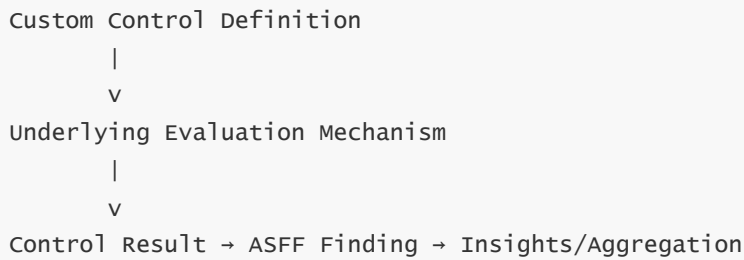 Custom Control Definition
|
v
Underlying Evaluation Mechanism
|
v
Control Result → ASFF Finding → Insights/Aggregation